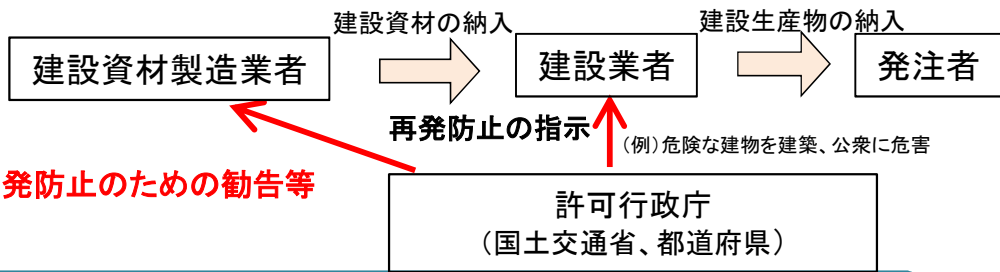 建設資材の納入
建設生産物の納入
建設資材製造業者
建設業者
発注者
再発防止の指示
(例)危険な建物を建築、公衆に危害
発防止のための勧告等
許可行政庁
(国土交通省、都道府県)